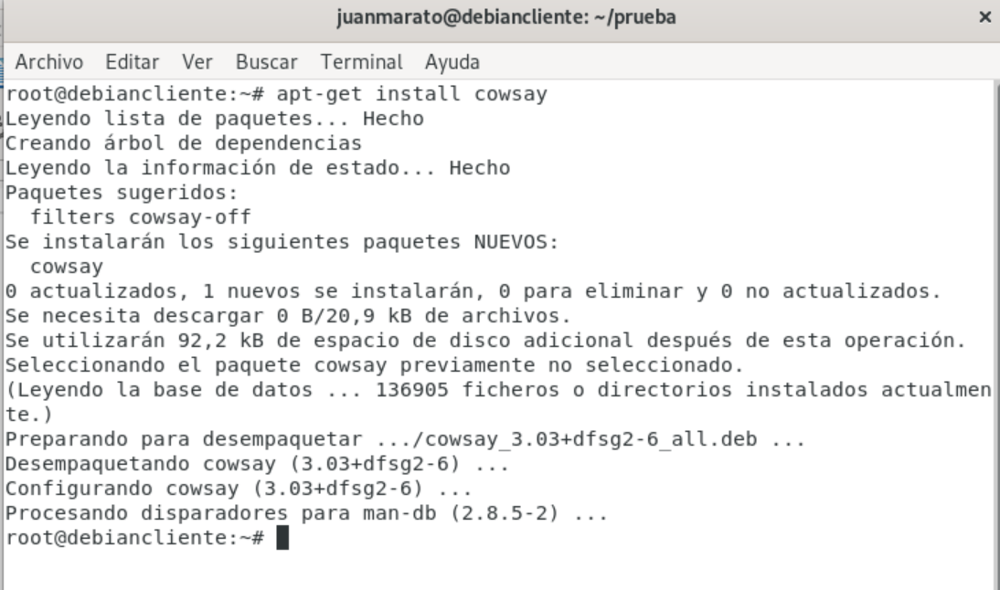 juanmarato@debiancliente: ~/prueba
×
Archivo Editar Ver Buscar Terminal Ayuda
root@debiancliente:~# apt-get install cowsay
Leyendo lista de paquetes... Hecho
Creando árbol de dependencias
Leyendo la información de estado... Hecho
Paquetes sugeridos:
  filters cowsay-off
Se instalarán los siguientes paquetes NUEVOS:
  cowsay
0 actualizados, 1 nuevos se instalarán, 0 para eliminar y 0 no actualizados.
Se necesita descargar 0 B/20,9 kB de archivos.
Se utilizarán 92,2 kB de espacio de disco adicional después de esta operación.
Seleccionando el paquete cowsay previamente no seleccionado.
(Leyendo la base de datos ... 136905 ficheros o directorios instalados actualmen
te.)
Preparando para desempaquetar .../cowsay_3.03+dfsg2-6_all.deb ...
Desempaquetando cowsay (3.03+dfsg2-6) ...
Configurando cowsay (3.03+dfsg2-6) ...
Procesando disparadores para man-db (2.8.5-2) ...
root@debiancliente:~#